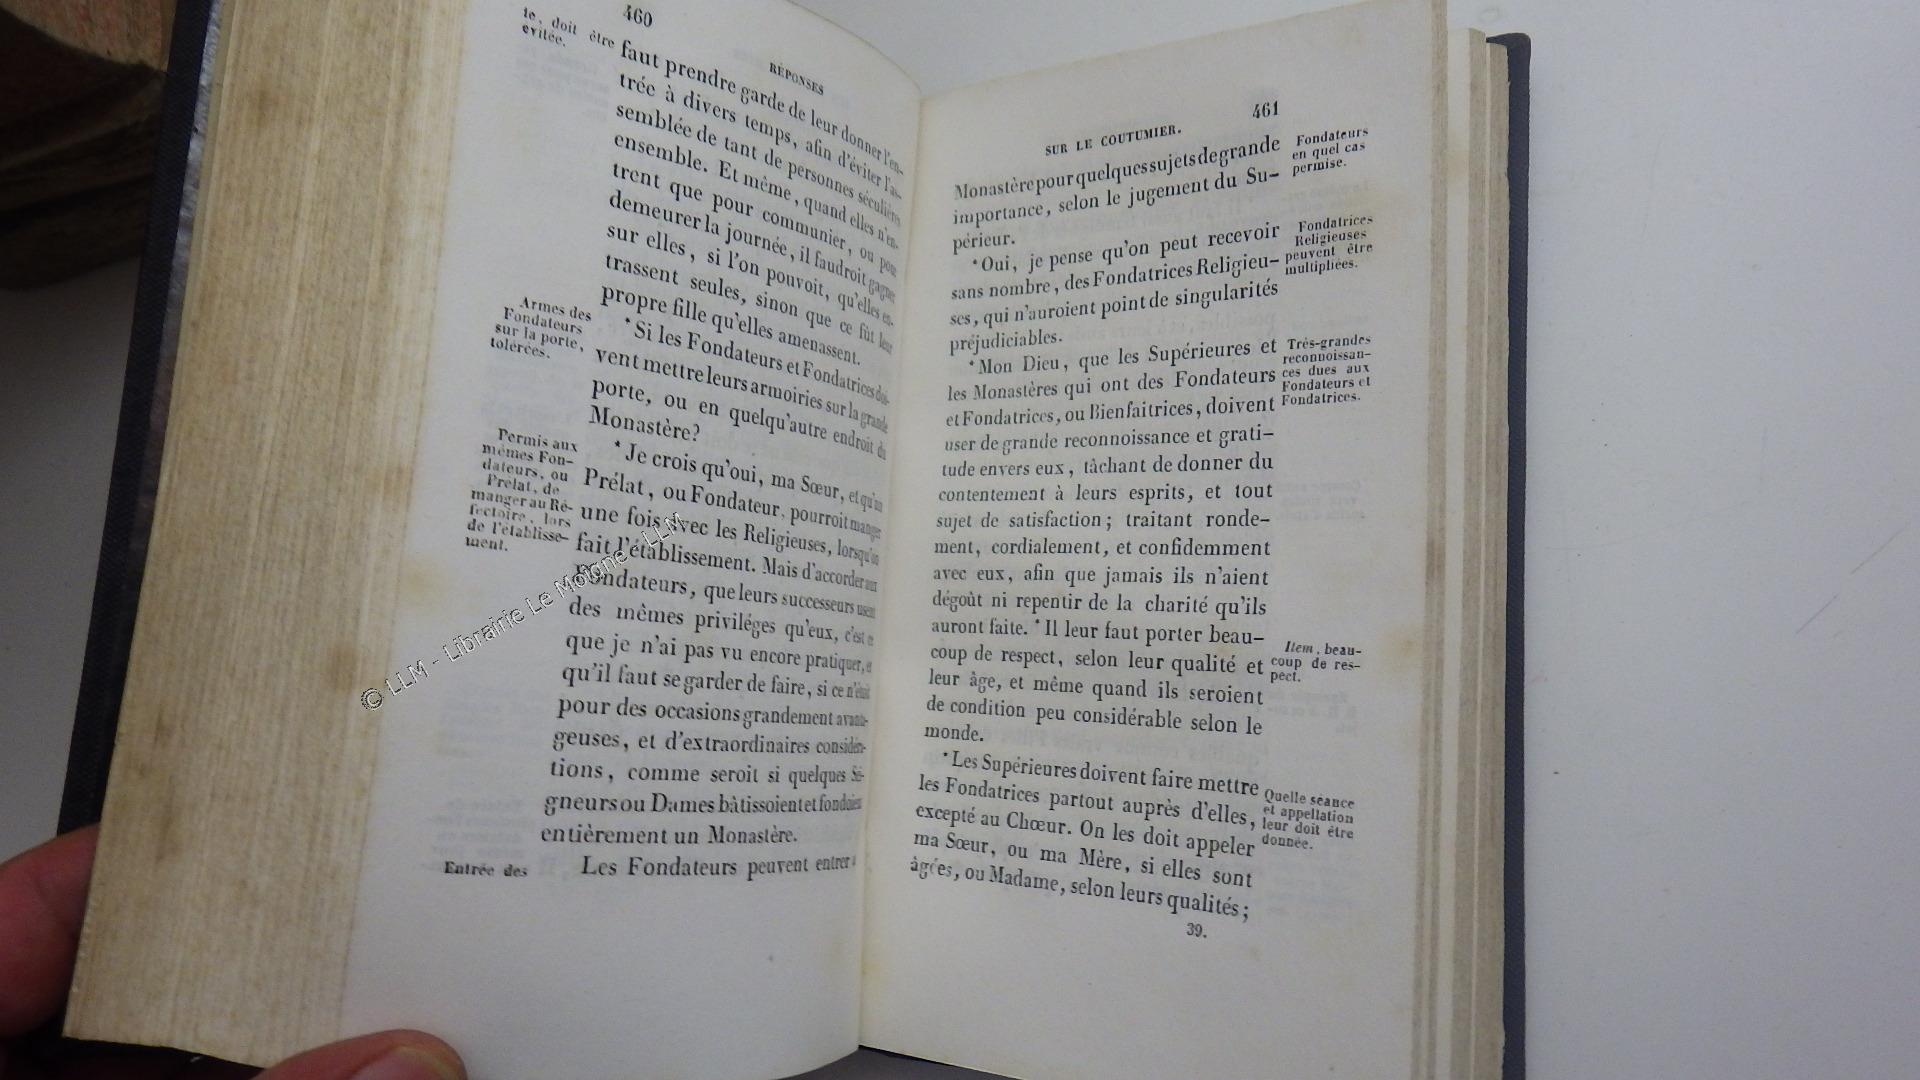 460
RÉPONSES
te, doit être
évitée.
faut prendre garde de leur donner l'en-
trée à divers temps, afin d'éviter l'as-
semblée de tant de personnes séculières
ensemble. Et même, quand elles n'en-
trent que pour communier, ou pour
demeurer la journée, il faudroit gagner
sur elles, si l'on pouvoit, qu'elles en-
trassent seules, sinon que ce fût leur
propre fille qu'elles amenassent.
Armes des
Fondateurs
sur la porte,
tolérées.
* Si les Fondateurs et Fondatrices doi-
vent mettre leurs armoiries sur la grande
porte, ou en quelqu'autre endroit du
Monastère?
Permis aux
mêmes Fon-
dateurs, ou
Prélat, de
manger au Ré-
fectoire, lors
de l'établisse-
ment.
* Je crois qu'oui, ma Sœur, et qu'un
Prélat, ou Fondateur, pourroit manger
une fois avec les Religieuses, lorsqu'on
fait l'établissement. Mais d'accorder aux
Fondateurs, que leurs successeurs usent
des mêmes priviléges qu'eux, c'est ce
que je n'ai pas vu encore pratiquer, et
qu'il faut se garder de faire, si ce n'étoit
pour des occasions grandement avanta-
geuses, et d'extraordinaires considéra-
tions, comme seroit si quelques Sei-
gneurs ou Dames bâtissoient et fondoient
entièrement un Monastère.
Entrée des
Les Fondateurs peuvent entrer
© LLM - Librairie Le Moigne - LLM
461
SUR LE COUTUMIER.
Fondateurs
en quel cas
permise.
Monastère pour quelques sujets de grande
importance, selon le jugement du Su-
périeur.
Fondatrices
Religieuses
peuvent être
multipliées.
* Oui, je pense qu'on peut recevoir
sans nombre, des Fondatrices Religieu-
ses, qui n'auroient point de singularités
préjudiciables.
Très-grandes
reconnoissan-
ces dues aux
Fondateurs et
Fondatrices.
* Mon Dieu, que les Supérieures et
les Monastères qui ont des Fondateurs
et Fondatrices, ou Bienfaitrices, doivent
user de grande reconnoissance et grati-
tude envers eux, tâchant de donner du
contentement à leurs esprits, et tout
sujet de satisfaction; traitant ronde-
ment, cordialement, et confidemment
avec eux, afin que jamais ils n'aient
dégoût ni repentir de la charité qu'ils
auront faite. * Il leur faut porter beau-
coup de respect, selon leur qualité et
leur âge, et même quand ils seroient
de condition peu considérable selon le
monde.
Item, beau-
coup de res-
pect.
* Les Supérieures doivent faire mettre
les Fondatrices partout auprès d'elles,
excepté au Chœur. On les doit appeler
ma Sœur, ou ma Mère, si elles sont
âgées, ou Madame, selon leurs qualités;
Quelle séance
et appellation
leur doit être
donnée.
39.